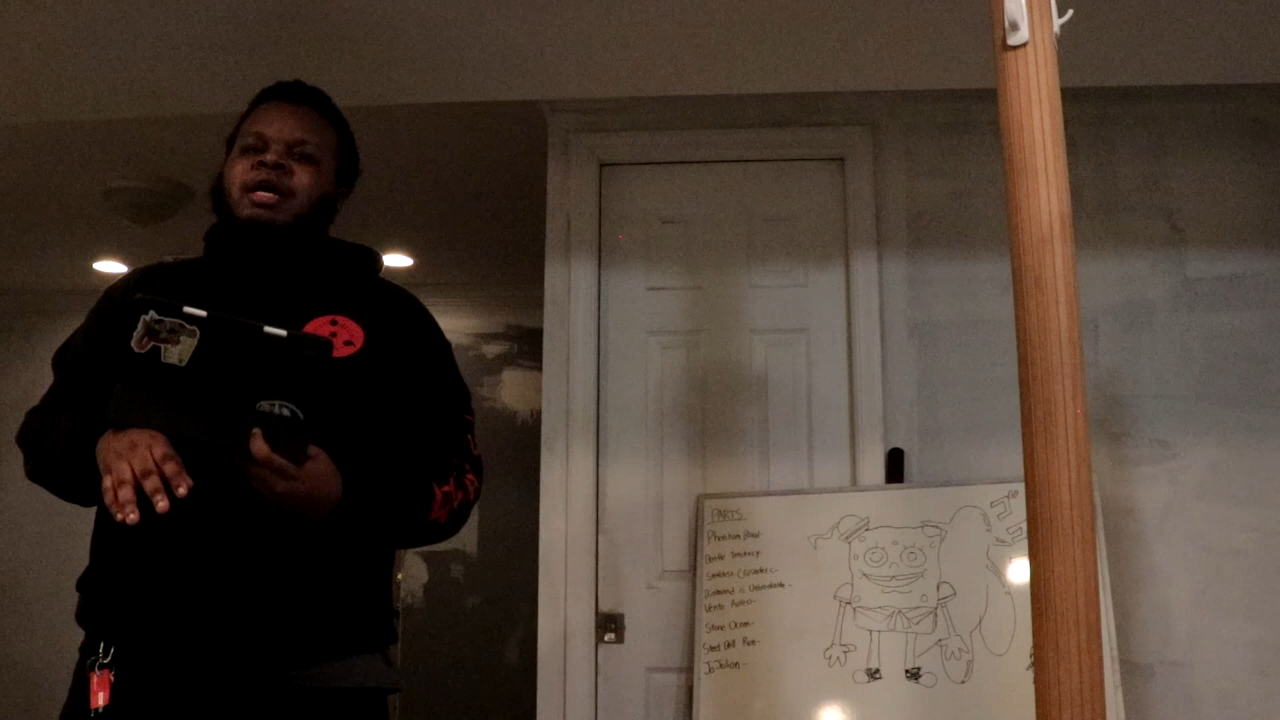 PARTS
Phantom Blood-
Battle Tendency-
Stardust Crusaders-
Diamond is Unbreakable-
Vento Aureo-
Stone Ocean-
Steel Ball Run-
JoJolion-